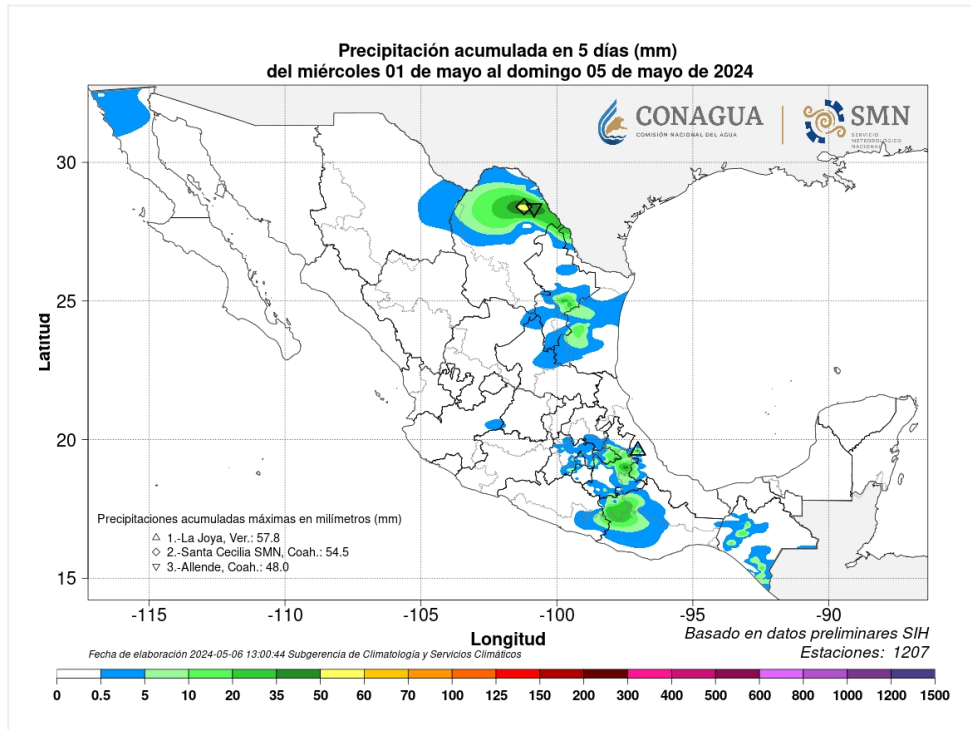 Precipitación acumulada en 5 días (mm)
del miércoles 01 de mayo al domingo 05 de mayo de 2024
CONAGUA
COMISIÓN NACIONAL DEL AGUA
SMN
SERVICIO
METEOROLÓGICO
NACIONAL
30
25
20
15
Latitud
Precipitaciones acumuladas máximas en milímetros (mm)
1.-La Joya, Ver.: 57.8
2.-Santa Cecilia SMN, Coah.: 54.5
3.-Allende, Coah.: 48.0
-115 -110 -105 -100 -95 -90
Longitud
Basado en datos preliminares SIH
Estaciones: 1207
Fecha de elaboración 2024-05-06 13:00:44 Subgerencia de Climatología y Servicios Climáticos
0 0.5 5 10 20 35 50 60 70 100 125 150 200 300 400 500 600 800 1000 1200 1500